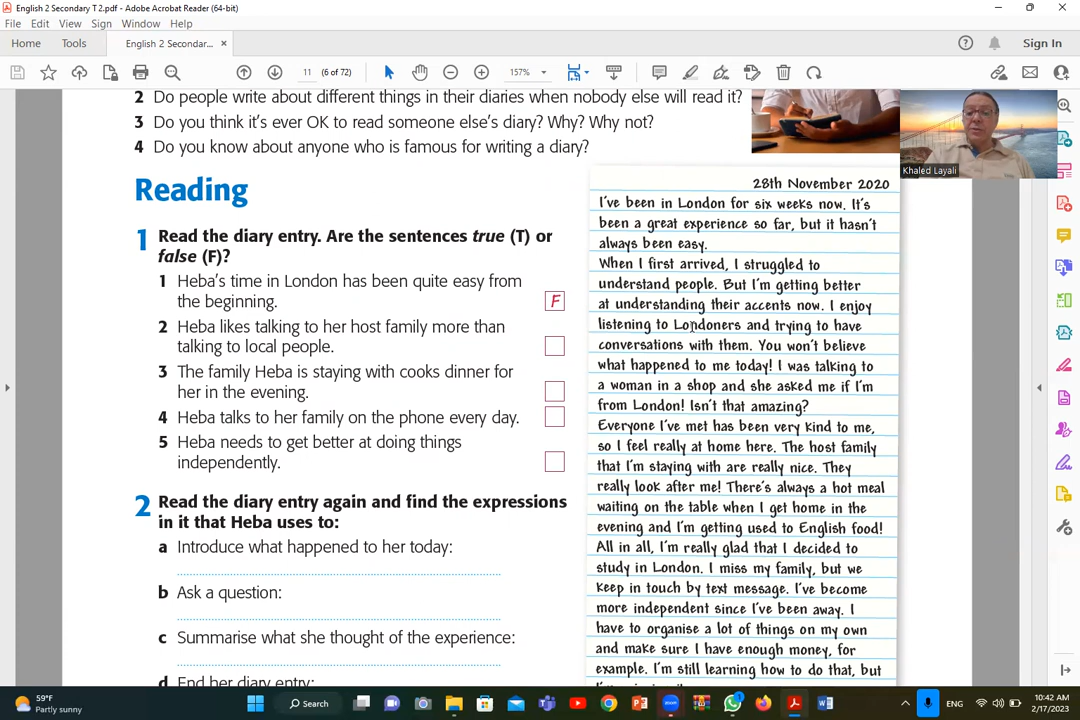 English 2 Secondary T 2.pdf - Adobe Acrobat Reader (64-bit)
File Edit View Sign Window Help
Home Tools English 2 Secondar... × Sign In
11 (6 of 72) 157%
2 Do people write about different things in their diaries when nobody else will read it?
3 Do you think it's ever OK to read someone else's diary? Why? Why not?
4 Do you know about anyone who is famous for writing a diary?
Khaled Layali
Reading
1 Read the diary entry. Are the sentences true (T) or
false (F)?
1 Heba's time in London has been quite easy from
the beginning. F
2 Heba likes talking to her host family more than
talking to local people.
3 The family Heba is staying with cooks dinner for
her in the evening.
4 Heba talks to her family on the phone every day.
5 Heba needs to get better at doing things
independently.
2 Read the diary entry again and find the expressions
in it that Heba uses to:
a Introduce what happened to her today:
b Ask a question:
c Summarise what she thought of the experience:
d End her diary entry:
28th November 2020
I've been in London for six weeks now. It's
been a great experience so far, but it hasn't
always been easy.
When I first arrived, I struggled to
understand people. But I'm getting better
at understanding their accents now. I enjoy
listening to Londoners and trying to have
conversations with them. You won't believe
what happened to me today! I was talking to
a woman in a shop and she asked me if I'm
from London! Isn't that amazing?
Everyone I've met has been very kind to me,
so I feel really at home here. The host family
that I'm staying with are really nice. They
really look after me! There's always a hot meal
waiting on the table when I get home in the
evening and I'm getting used to English food!
All in all, I'm really glad that I decided to
study in London. I miss my family, but we
keep in touch by text message. I've become
more independent since I've been away. I
have to organise a lot of things on my own
and make sure I have enough money, for
example. I'm still learning how to do that, but
59°F
Partly sunny
Search
ENG
10:42 AM
2/17/2023